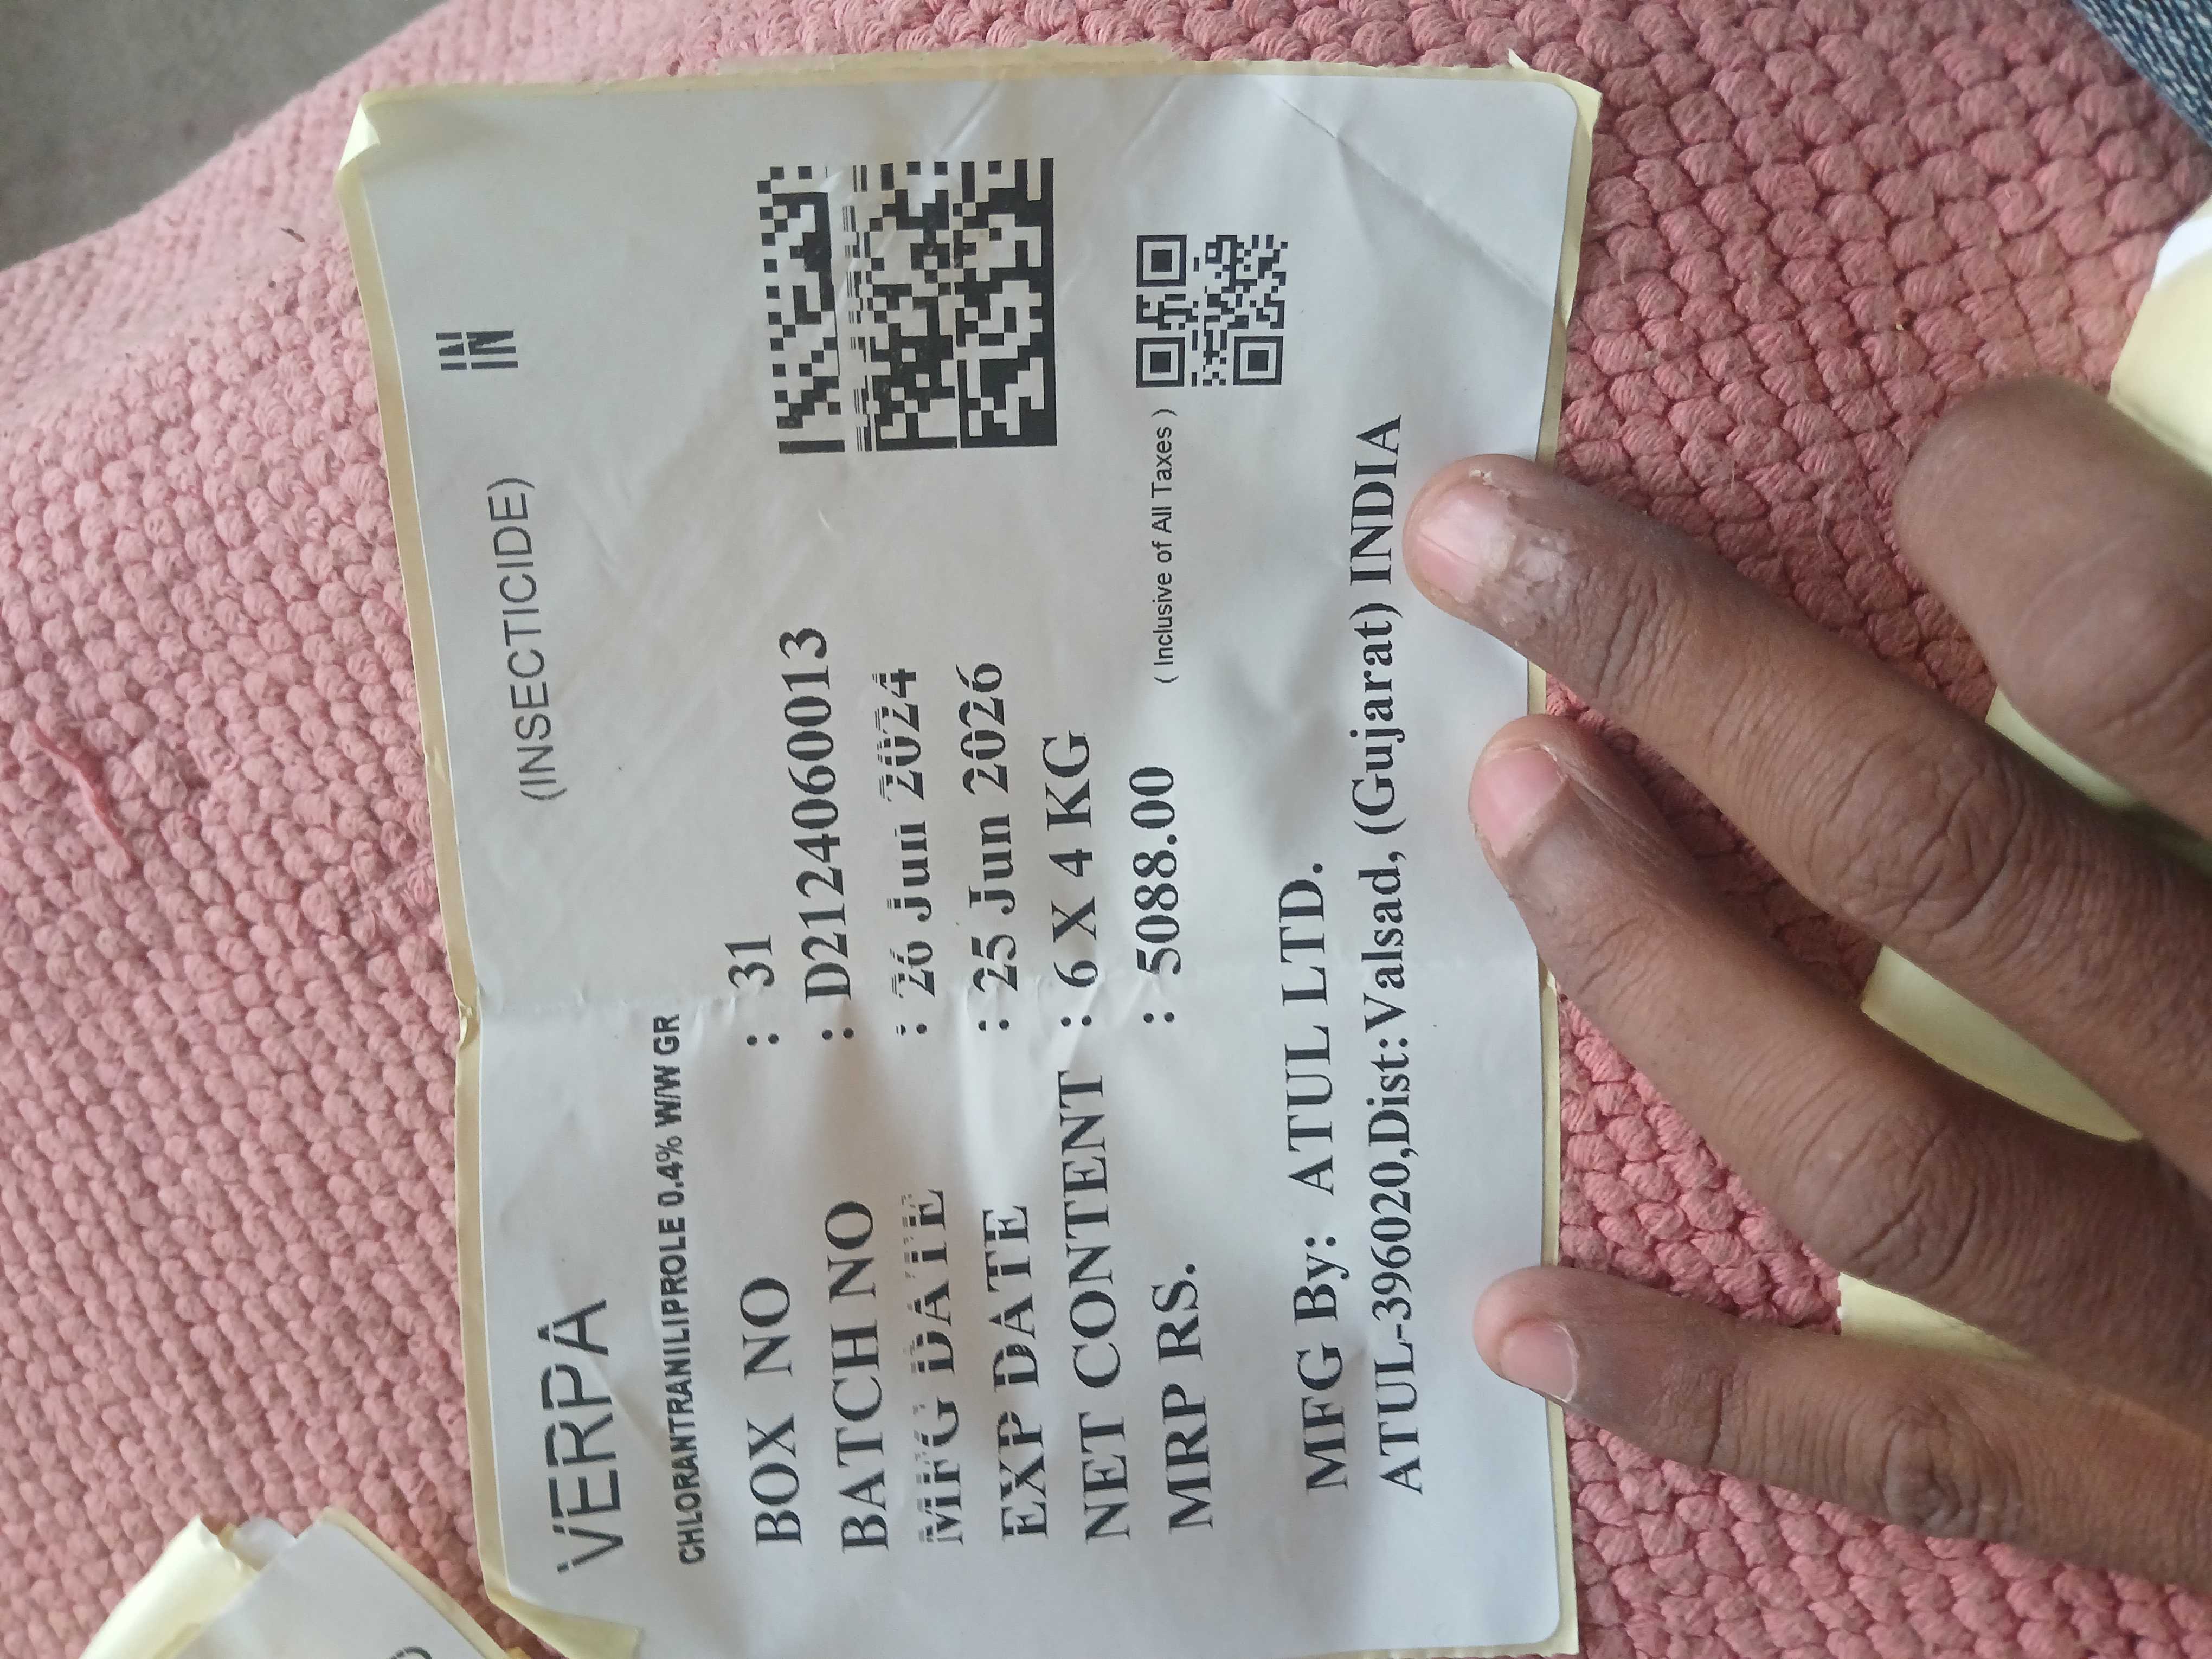 VERPA (INSECTICIDE) IN
CHLORANTRANILIPROLE 0.4% W/W GR
BOX NO : 31
BATCH NO : D2124060013
MFG DATE : 26 Jun 2024
EXP DATE : 25 Jun 2026
NET CONTENT : 6 X 4 KG
MRP RS. : 5088.00 ( Inclusive of All Taxes )
MFG By: ATUL LTD.
ATUL-396020,Dist:Valsad, (Gujarat) INDIA